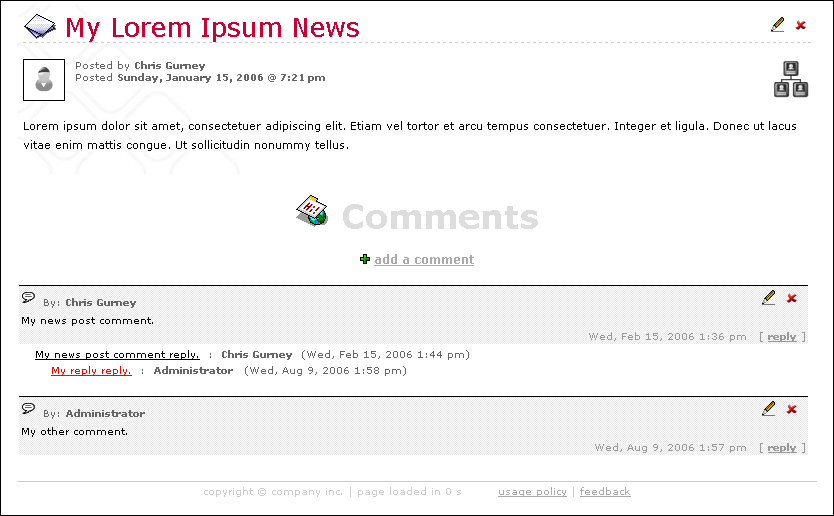 My Lorem Ipsum News
Posted by Chris Gurney
Posted Sunday, January 15, 2006 @ 7:21 pm
Lorem ipsum dolor sit amet, consectetuer adipiscing elit. Etiam vel tortor et arcu tempus consectetuer. Integer et ligula. Donec ut lacus
vitae enim mattis congue. Ut sollicitudin nonummy tellus.
Hi!
Comments
add a comment
By: Chris Gurney
My news post comment.
Wed, Feb 15, 2006 1:36 pm [ reply ]
My news post comment reply. : Chris Gurney (Wed, Feb 15, 2006 1:44 pm)
My reply reply. : Administrator (Wed, Aug 9, 2006 1:58 pm)
By: Administrator
My other comment.
Wed, Aug 9, 2006 1:57 pm [ reply ]
copyright © company inc. | page loaded in 0 s usage policy | feedback